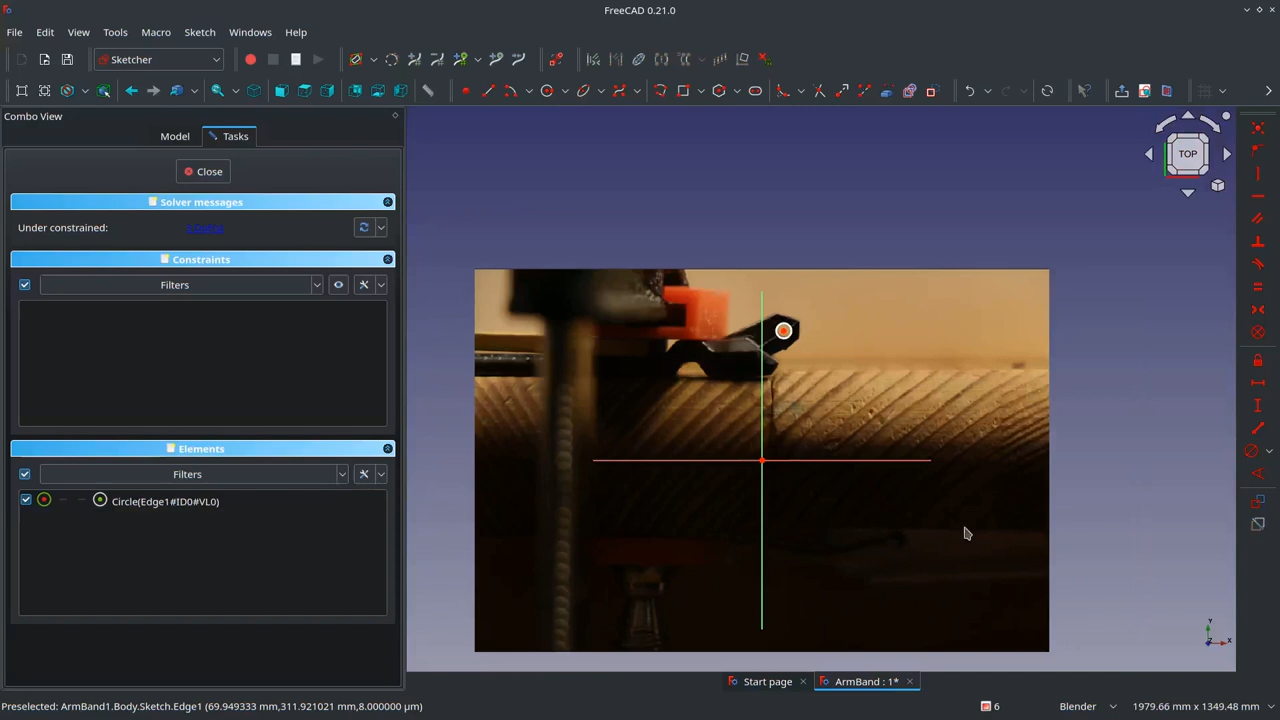 FreeCAD 0.21.0
File Edit View Tools Macro Sketch Windows Help
Sketcher
Combo View
Model Tasks
Close
Solver messages
Under constrained:
Constraints
Filters
Elements
Filters
Circle(Edge1#ID0#VL0)
TOP
Y
X
Start page
ArmBand : 1*
Preselected: ArmBand1.Body.Sketch.Edge1 (69.949333 mm,311.921021 mm,8.000000 µm)
6
Blender
1979.66 mm x 1349.48 mm